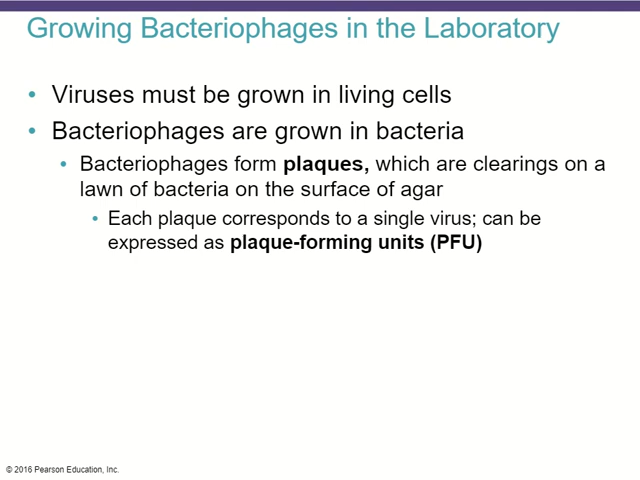 Growing Bacteriophages in the Laboratory
• Viruses must be grown in living cells
• Bacteriophages are grown in bacteria
• Bacteriophages form plaques, which are clearings on a
lawn of bacteria on the surface of agar
• Each plaque corresponds to a single virus; can be
expressed as plaque-forming units (PFU)
© 2016 Pearson Education, Inc.